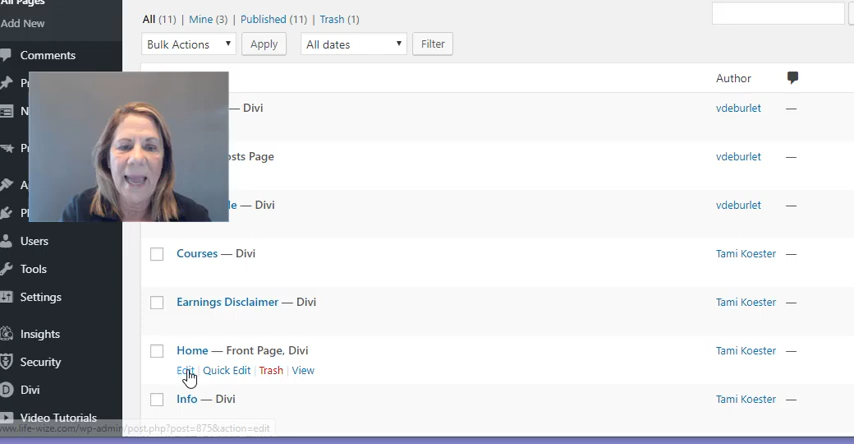 All Pages
Add New
All (11) | Mine (3) | Published (11) | Trash (1)
Bulk Actions Apply All dates Filter
Comments
Author
— Divi vdeburlet —
Page vdeburlet —
— Divi vdeburlet —
Users
Tools
Settings
Insights
Security
Divi
Video Tutorials
Courses — Divi Tami Koester —
Earnings Disclaimer — Divi Tami Koester —
Home — Front Page, Divi Tami Koester —
Edit | Quick Edit | Trash | View
Info — Divi Tami Koester —
www.life-wize.com/wp-admin/post.php?post=875&action=edit